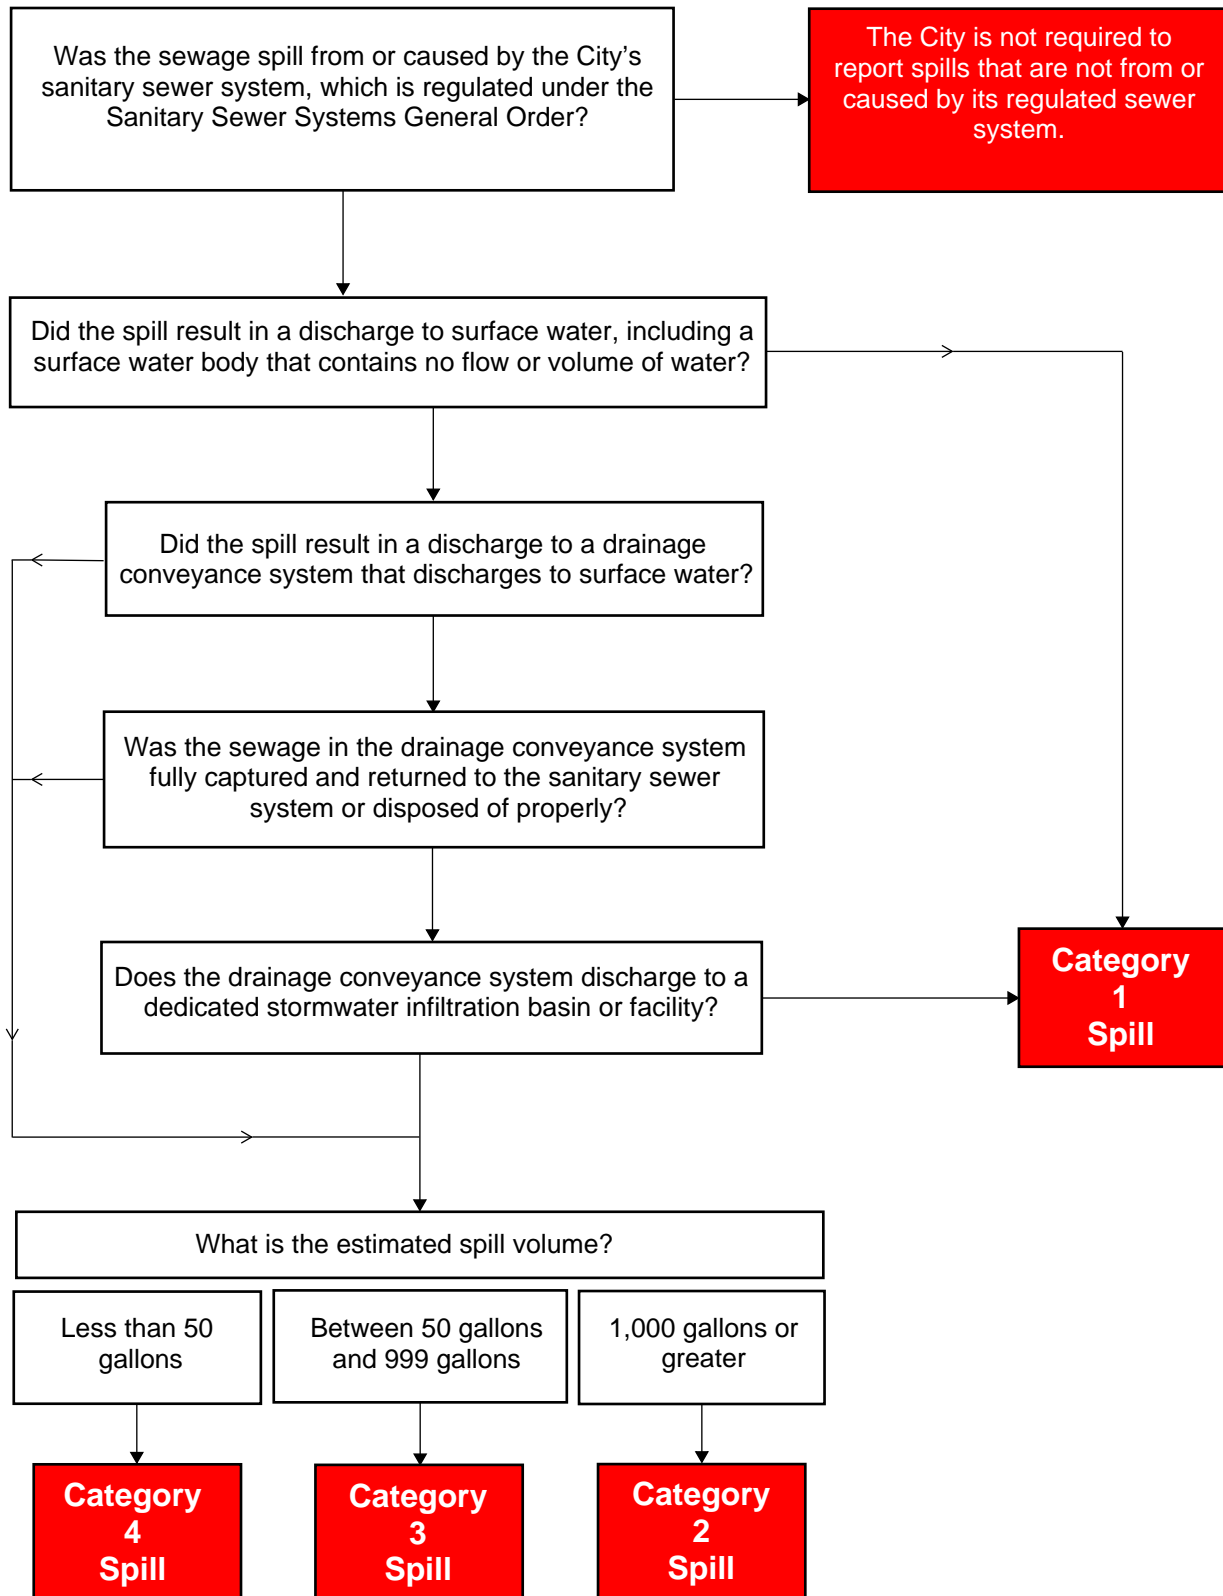 Was the sewage spill from or caused by the City’s
sanitary sewer system, which is regulated under the
Sanitary Sewer Systems General Order?
The City is not required to
report spills that are not from or
caused by its regulated sewer
system.
Did the spill result in a discharge to surface water, including a
surface water body that contains no flow or volume of water?
Did the spill result in a discharge to a drainage
conveyance system that discharges to surface water?
Was the sewage in the drainage conveyance system
fully captured and returned to the sanitary sewer
system or disposed of properly?
Does the drainage conveyance system discharge to a
dedicated stormwater infiltration basin or facility?
Category
1
Spill
What is the estimated spill volume?
Less than 50
gallons
Between 50 gallons
and 999 gallons
1,000 gallons or
greater
Category
4
Spill
Category
3
Spill
Category
2
Spill